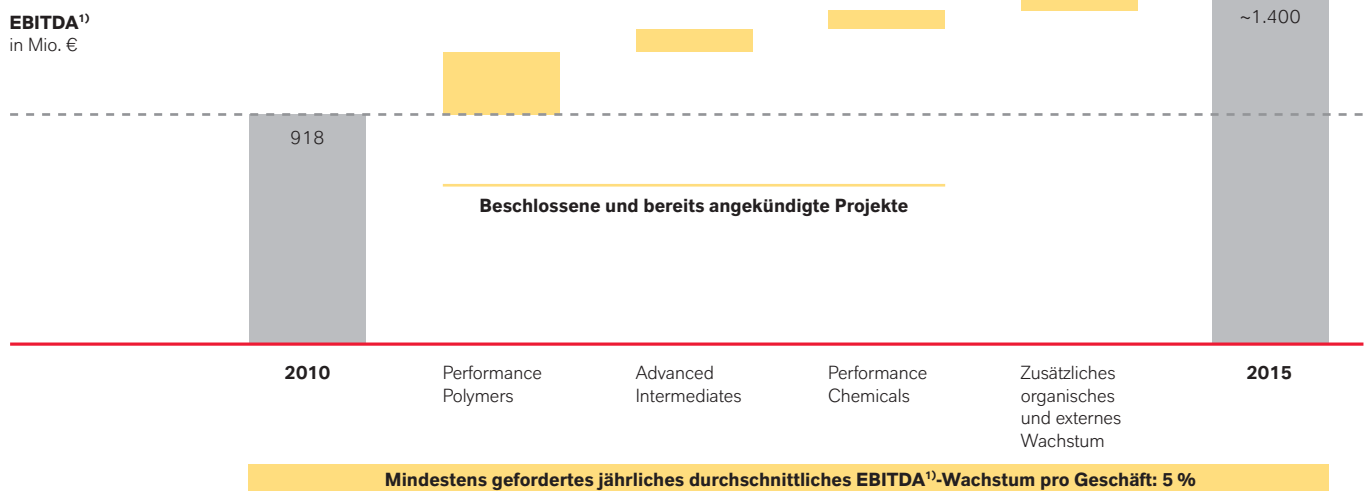 EBITDA¹⁾
in Mio. €
~1.400
918
Beschlossene und bereits angekündigte Projekte
2010
Performance
Polymers
Advanced
Intermediates
Performance
Chemicals
Zusätzliches
organisches
und externes
Wachstum
2015
Mindestens gefordertes jährliches durchschnittliches EBITDA¹⁾-Wachstum pro Geschäft: 5 %